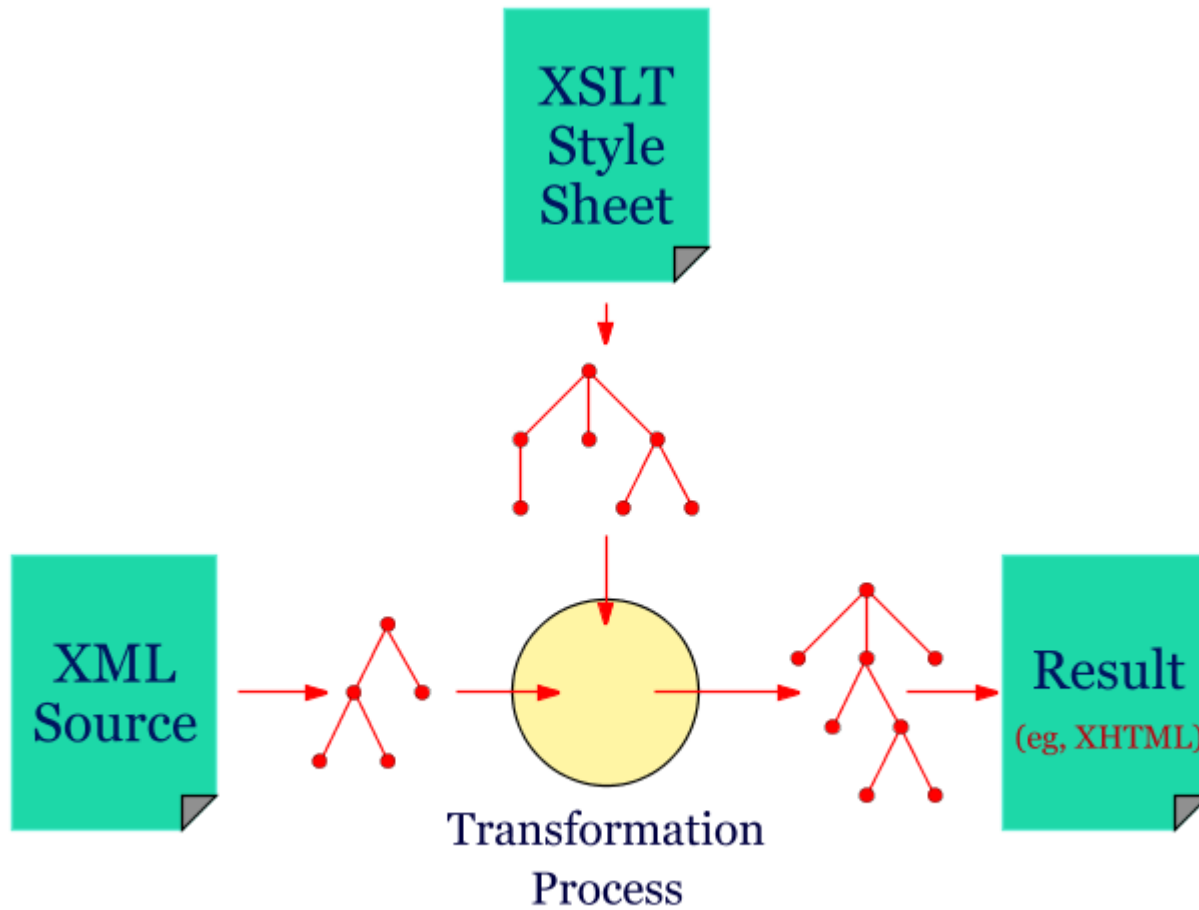 XSLT
Style
Sheet
XML
Source
Transformation
Process
Result
(eg, XHTML)